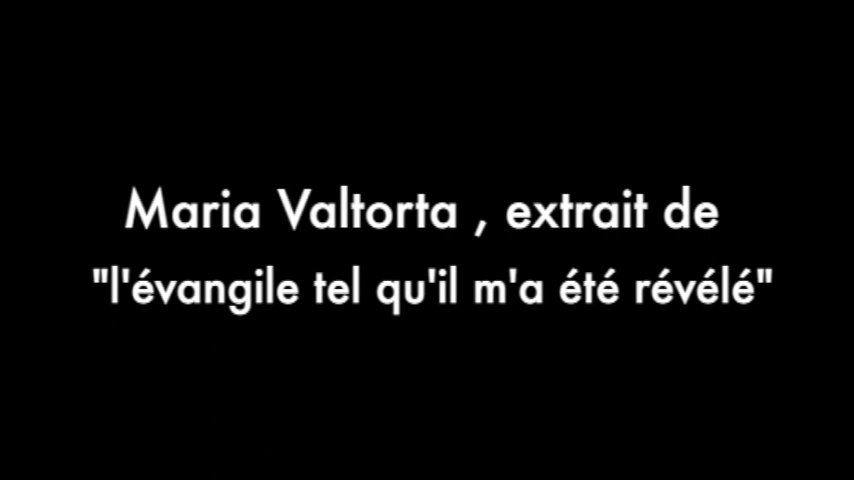 Maria Valtorta , extrait de
"l'évangile tel qu'il m'a été révélé"